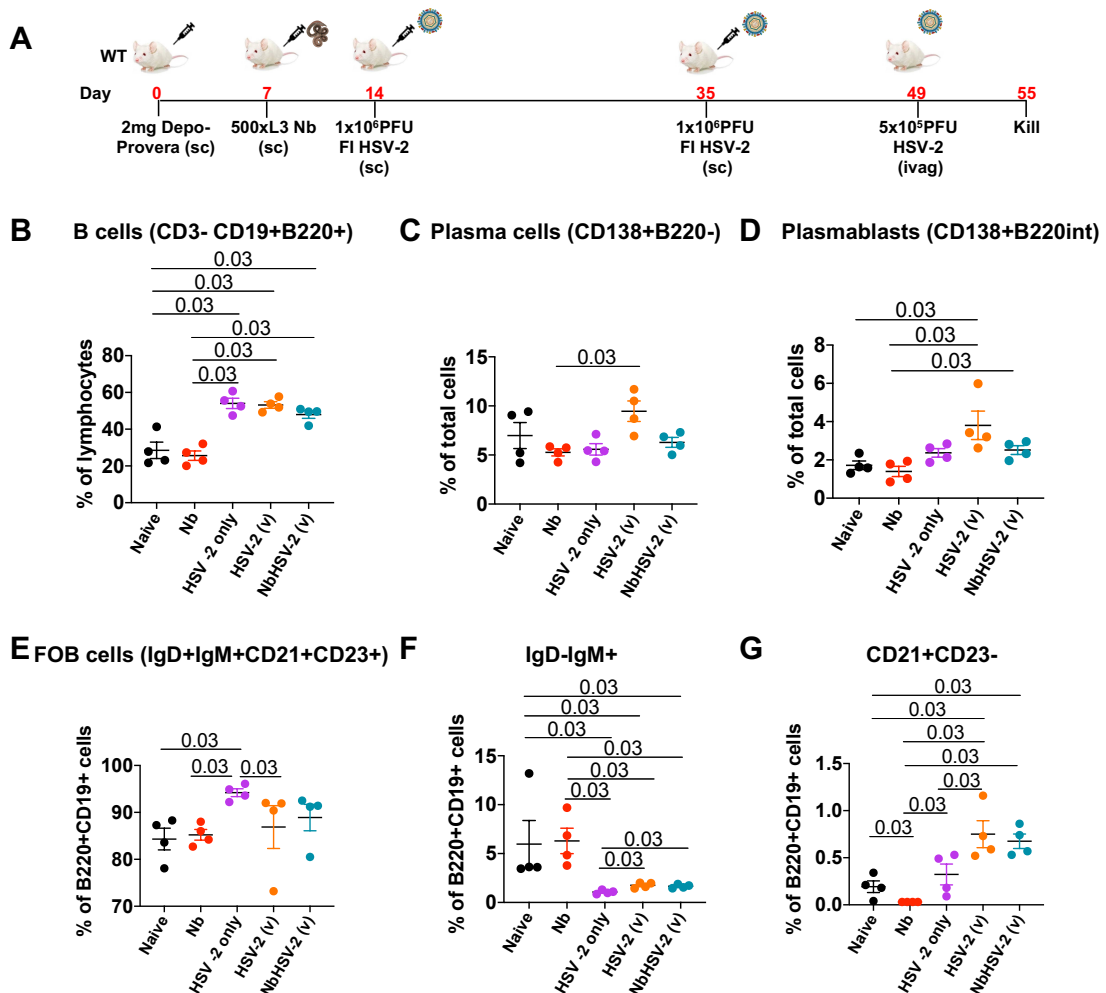 A
WT
Day
0
7
14
35
49
55
2mg Depo-
Provera (sc)
500xL3 Nb
(sc)
1x10⁶PFU
FI HSV-2
(sc)
1x10⁶PFU
FI HSV-2
(sc)
5x10⁵PFU
HSV-2
(ivag)
Kill
B
B cells (CD3- CD19+B220+)
0.03
0.03
0.03
0.03
0.03
0.03
% of lymphocytes
80
60
40
20
0
Naive
Nb
HSV -2 only
HSV-2 (v)
NbHSV-2 (v)
C
Plasma cells (CD138+B220-)
0.03
% of total cells
15
10
5
0
Naive
Nb
HSV -2 only
HSV-2 (v)
NbHSV-2 (v)
D
Plasmablasts (CD138+B220int)
0.03
0.03
0.03
% of total cells
8
6
4
2
0
Naive
Nb
HSV -2 only
HSV-2 (v)
NbHSV-2 (v)
E
FOB cells (IgD+IgM+CD21+CD23+)
0.03
0.03
0.03
% of B220+CD19+ cells
100
90
80
70
Naive
Nb
HSV -2 only
HSV-2 (v)
NbHSV-2 (v)
F
IgD-IgM+
0.03
0.03
0.03
0.03
0.03
0.03
0.03
0.03
% of B220+CD19+ cells
15
10
5
0
Naive
Nb
HSV -2 only
HSV-2 (v)
NbHSV-2 (v)
G
CD21+CD23-
0.03
0.03
0.03
0.03
0.03
0.03
0.03
% of B220+CD19+ cells
1.5
1.0
0.5
0.0
Naive
Nb
HSV -2 only
HSV-2 (v)
NbHSV-2 (v)